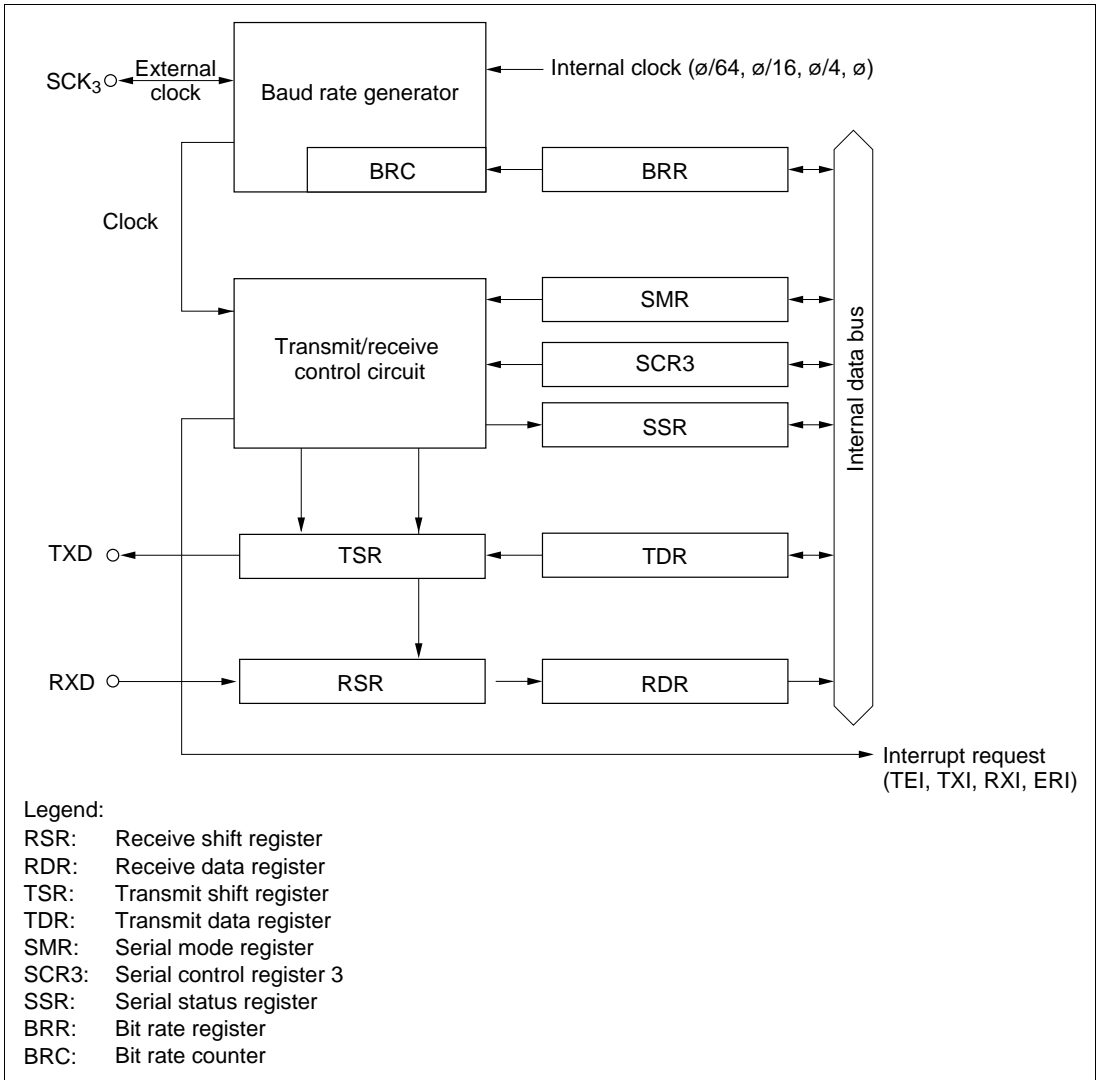 SCK3
External
clock
Baud rate generator
Internal clock (ø/64, ø/16, ø/4, ø)
BRC
BRR
Clock
Transmit/receive
control circuit
SMR
SCR3
SSR
Internal data bus
TXD
TSR
TDR
RXD
RSR
RDR
Interrupt request
(TEI, TXI, RXI, ERI)
Legend:
RSR: Receive shift register
RDR: Receive data register
TSR: Transmit shift register
TDR: Transmit data register
SMR: Serial mode register
SCR3: Serial control register 3
SSR: Serial status register
BRR: Bit rate register
BRC: Bit rate counter